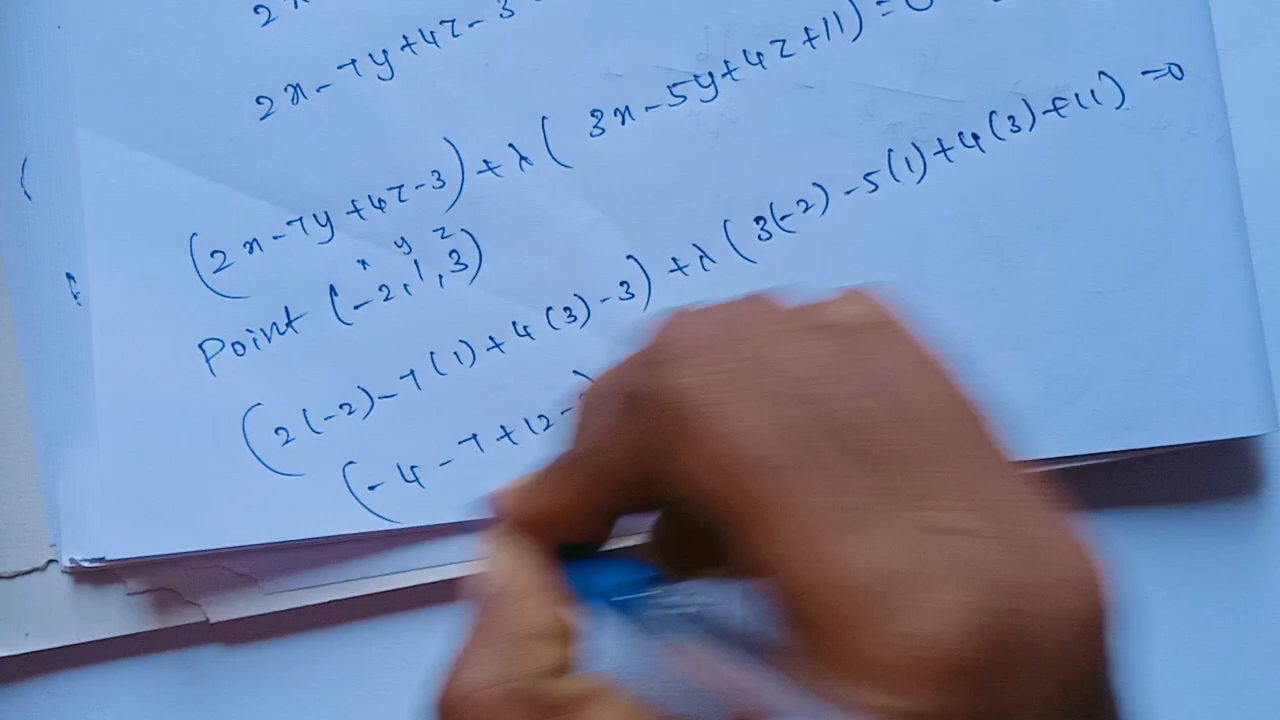 2x
2x-7y+4z-3
(2x-7y+4z-3)+λ(3x-5y+4z+11)=0
x y z
Point (-2,1,3)
(2(-2)-7(1)+4(3)-3)+λ(3(-2)-5(1)+4(3)+11)=0
(-4-7+12-